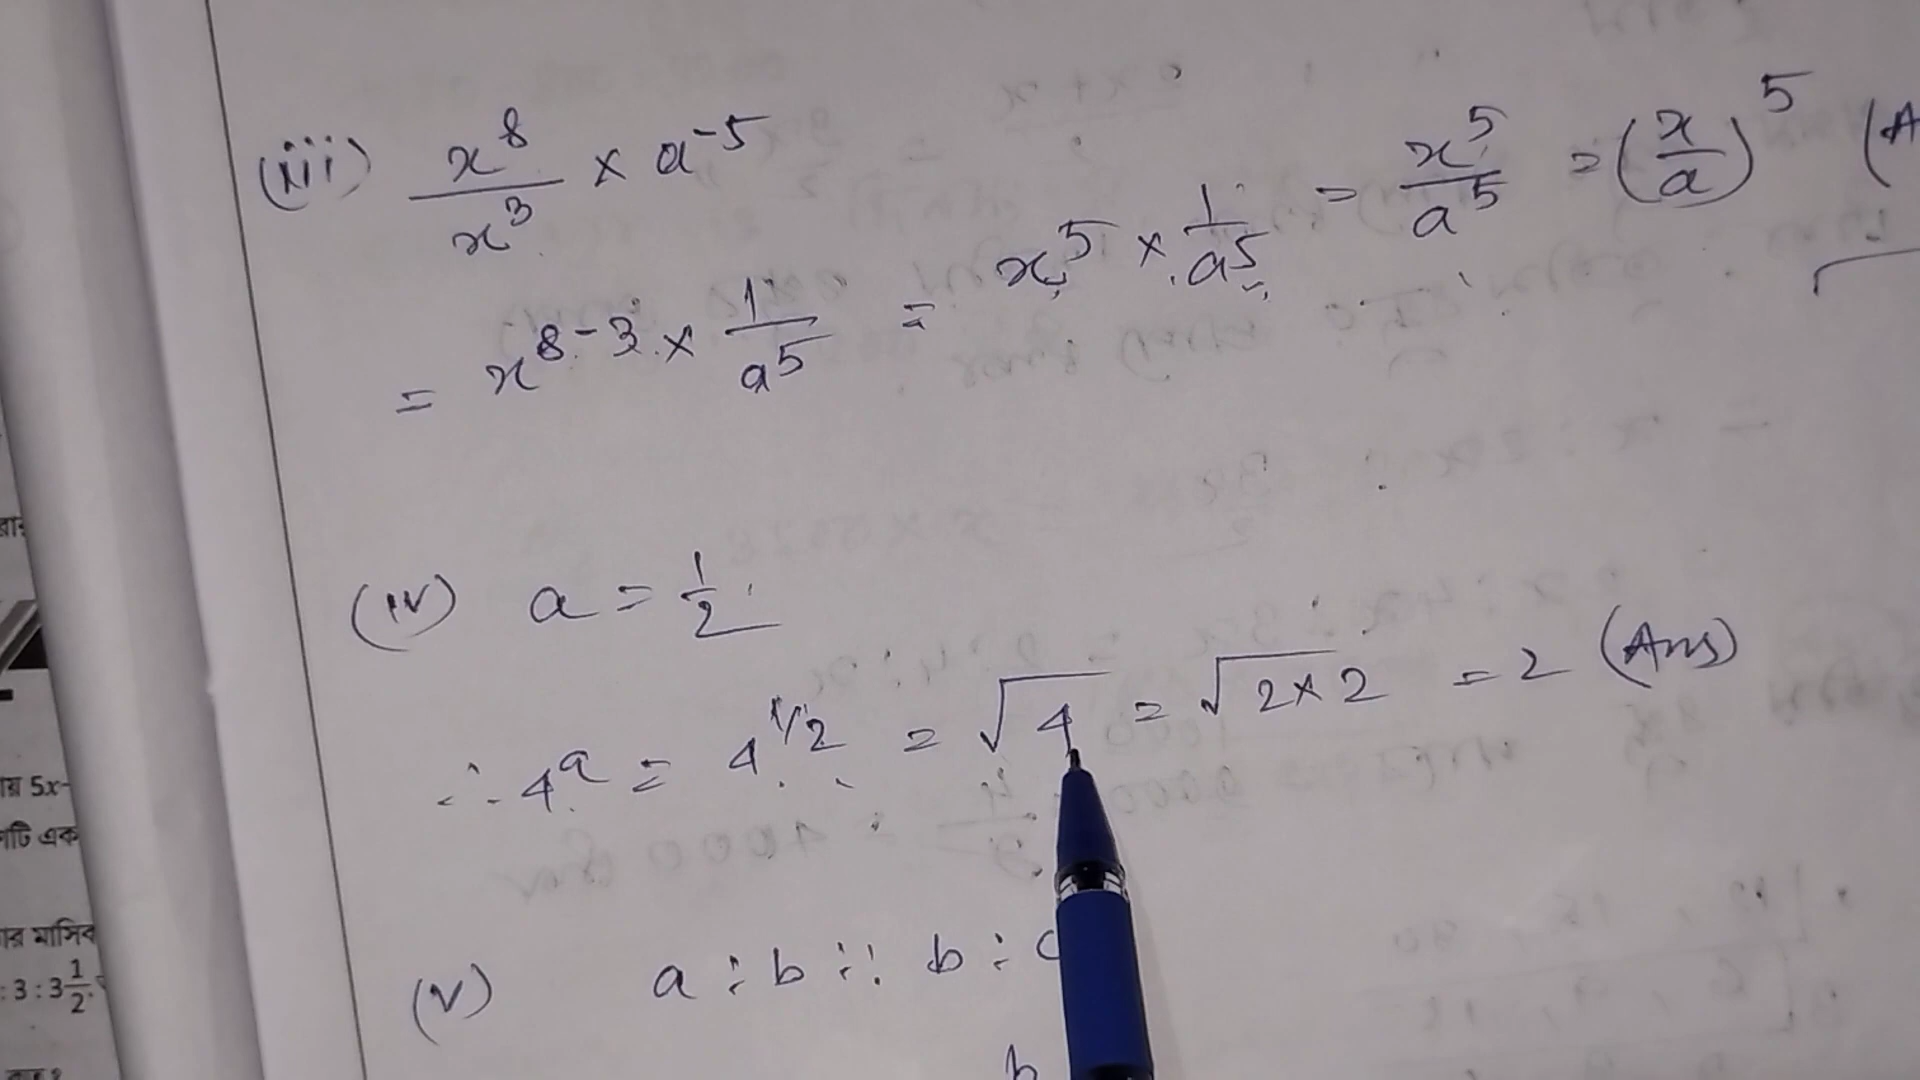 (iii) x^8/x^3 × a^-5
= x^8-3 × 1/a^5 = x^5 × 1/a^5 = x^5/a^5 = (x/a)^5 (A
(iv) a = 1/2
∴ 4^a = 4^1/2 = √4 = √2×2 = 2 (Ans)
(v) a : b :: b : c
b
5x-
টি এক
মাসিক
: 3 : 3 1/2